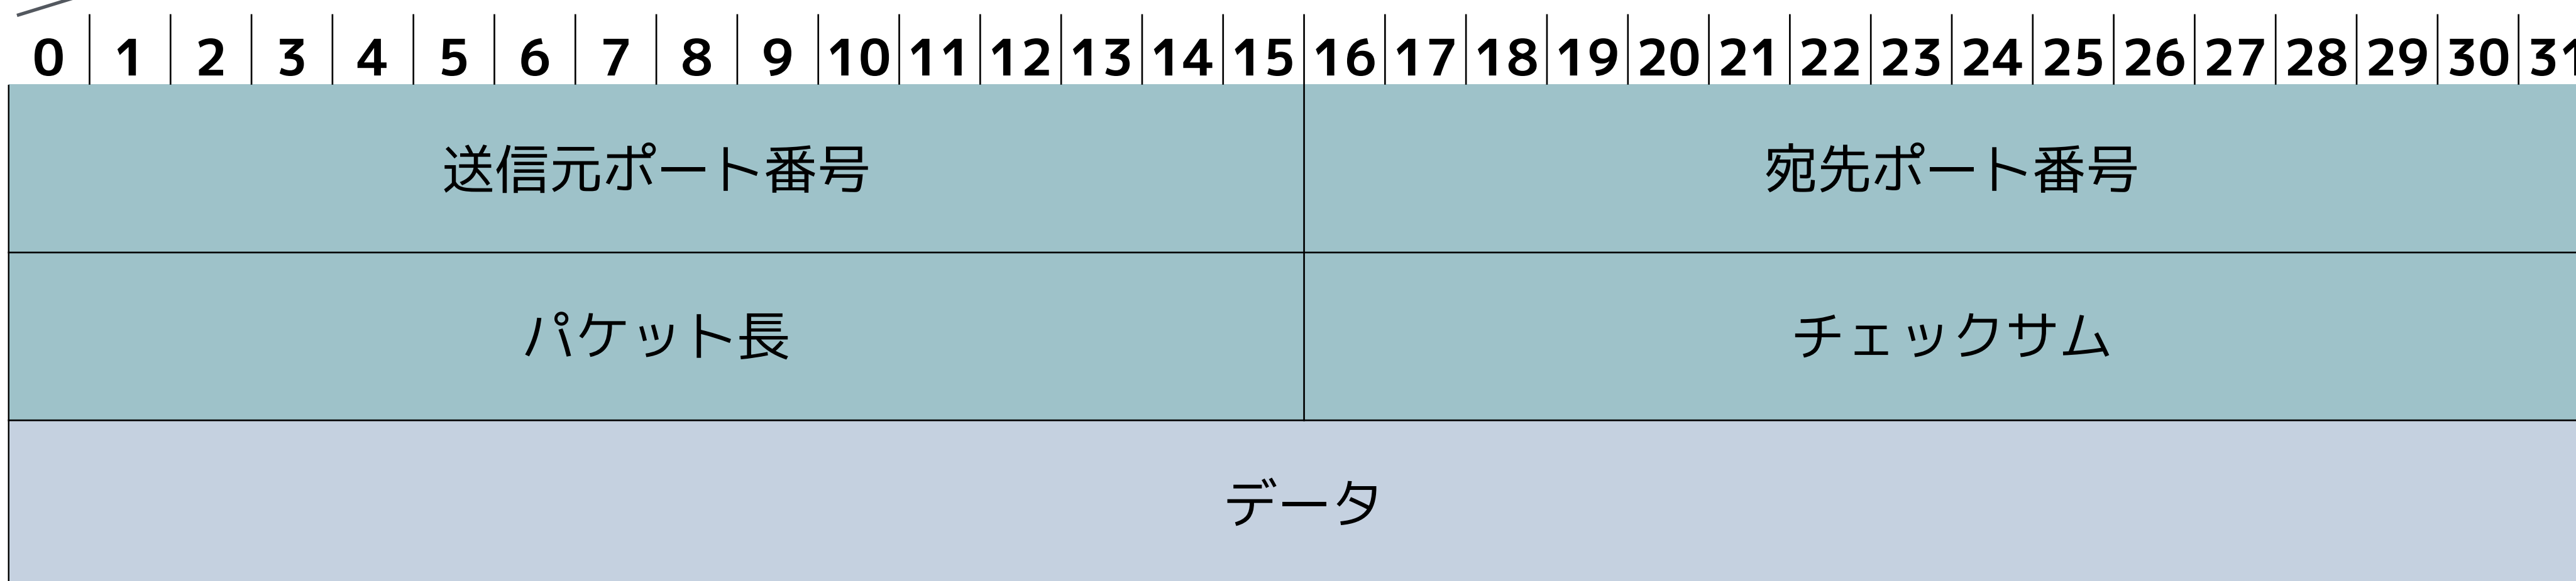 0 1 2 3 4 5 6 7 8 9 10 11 12 13 14 15 16 17 18 19 20 21 22 23 24 25 26 27 28 29 30 31
送信元ポート番号 宛先ポート番号
パケット長 チェックサム
データ